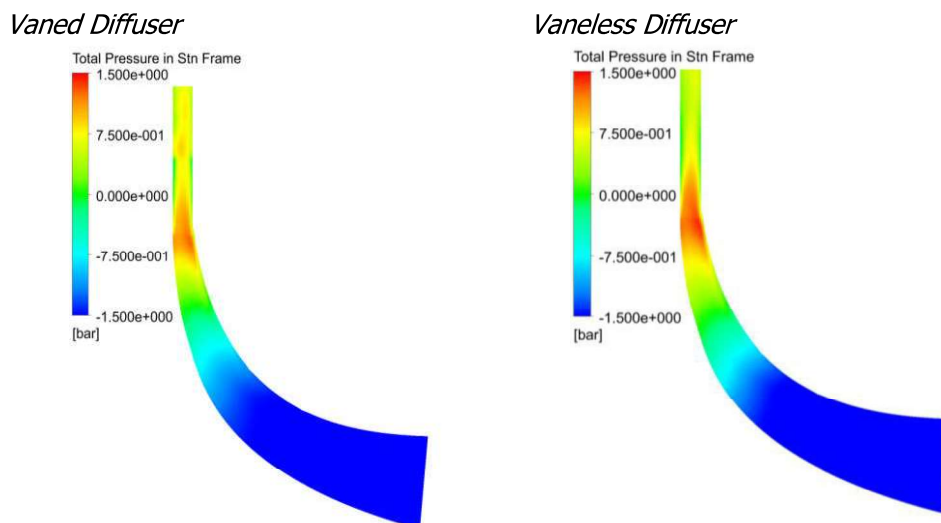 Vaned Diffuser
Total Pressure in Stn Frame
1.500e+000
7.500e-001
0.000e+000
-7.500e-001
-1.500e+000
[bar]
Vaneless Diffuser
Total Pressure in Stn Frame
1.500e+000
7.500e-001
0.000e+000
-7.500e-001
-1.500e+000
[bar]